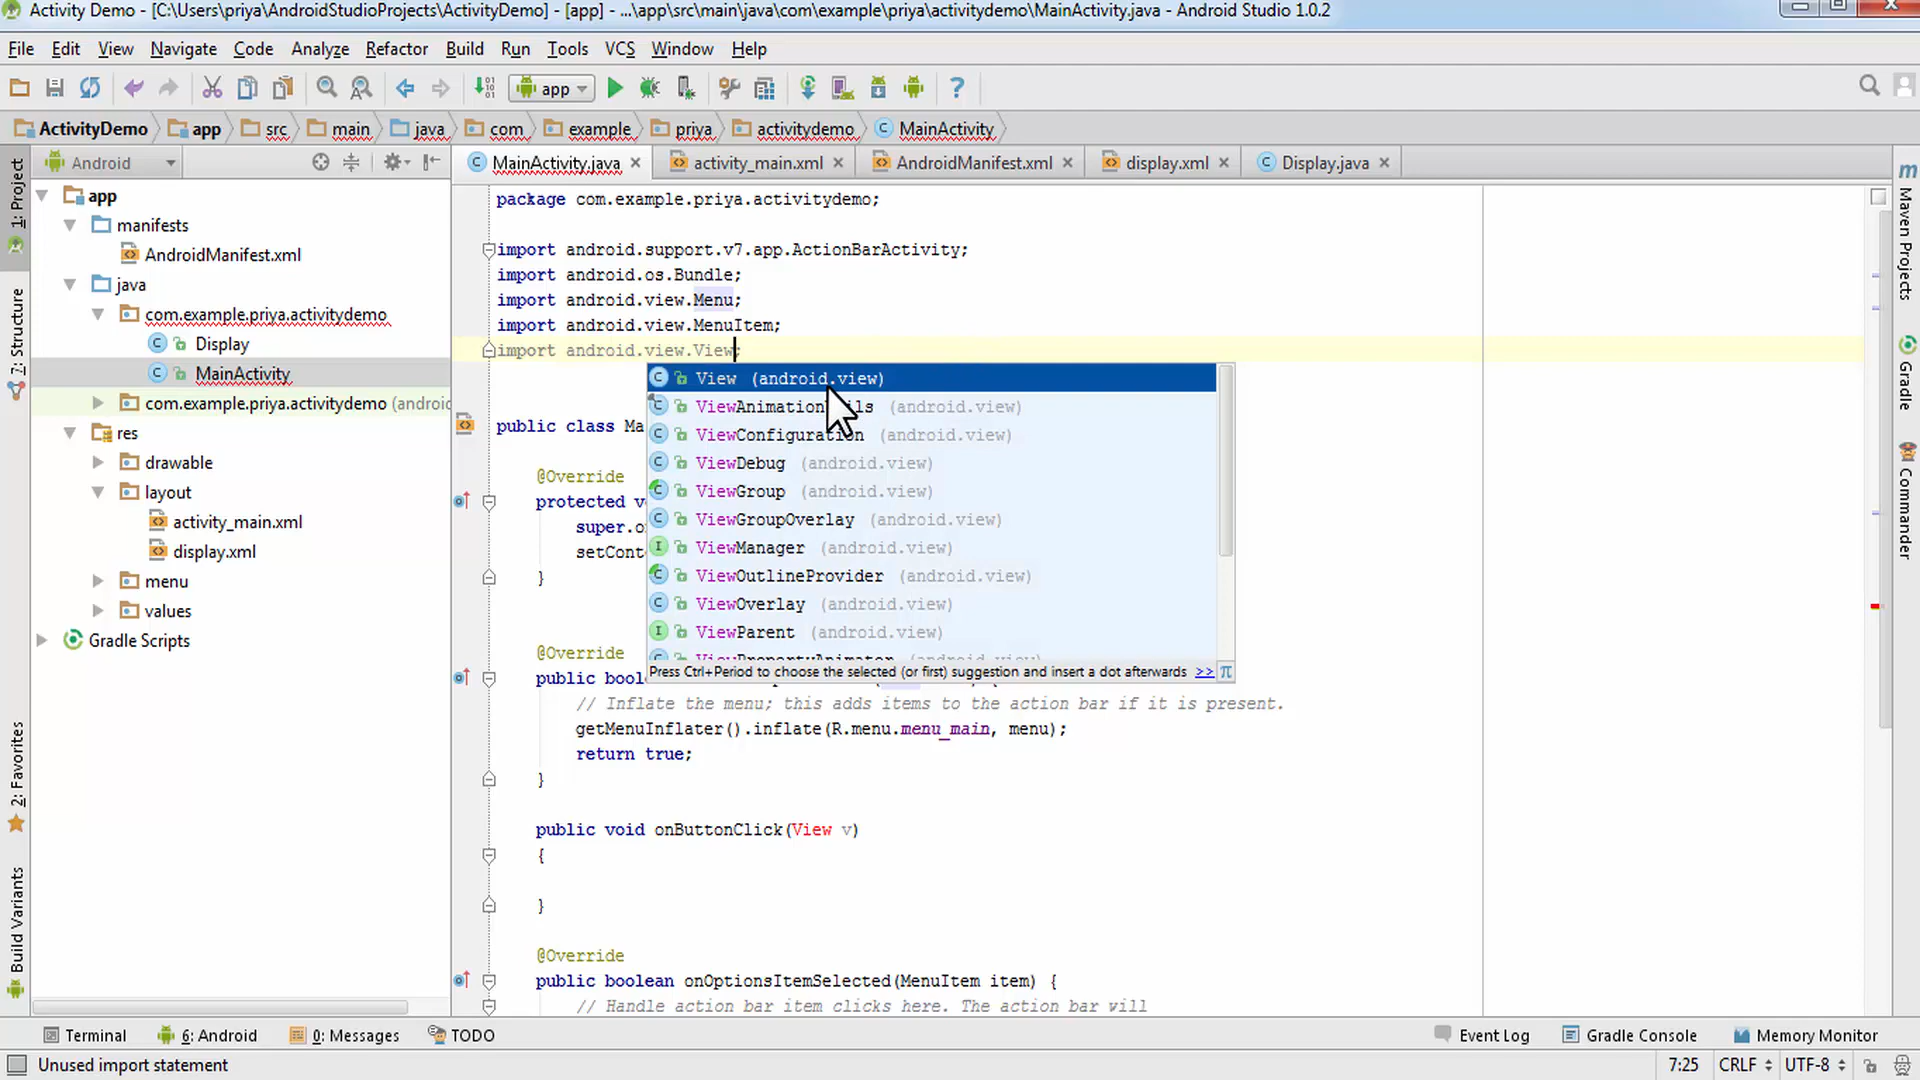 Activity Demo - [C:\Users\priya\AndroidStudioProjects\ActivityDemo] - [app] - ...\app\src\main\java\com\example\priya\activitydemo\MainActivity.java - Android Studio 1.0.2
File Edit View Navigate Code Analyze Refactor Build Run Tools VCS Window Help
app
ActivityDemo app src main java com example priya activitydemo MainActivity
Android
MainActivity.java activity_main.xml AndroidManifest.xml display.xml Display.java
1: Project
7: Structure
2: Favorites
Build Variants
app
manifests
AndroidManifest.xml
java
com.example.priya.activitydemo
Display
MainActivity
com.example.priya.activitydemo (androi
res
drawable
layout
activity_main.xml
display.xml
menu
values
Gradle Scripts
package com.example.priya.activitydemo;
import android.support.v7.app.ActionBarActivity;
import android.os.Bundle;
import android.view.Menu;
import android.view.MenuItem;
import android.view.View;
View (android.view)
(android.view)
ViewConfiguration (android.view)
ViewDebug (android.view)
ViewGroup (android.view)
ViewGroupOverlay (android.view)
ViewManager (android.view)
ViewOutlineProvider (android.view)
ViewOverlay (android.view)
ViewParent (android.view)
ViewPropertyAnimator (android.view)
Press Ctrl+Period to choose the selected (or first) suggestion and insert a dot afterwards >> π
public class Ma
@Override
protected v
super.o
setCont
}
@Override
public bool {
// Inflate the menu; this adds items to the action bar if it is present.
getMenuInflater().inflate(R.menu.menu_main, menu);
return true;
}
public void onButtonClick(View v)
{
}
@Override
public boolean onOptionsItemSelected(MenuItem item) {
// Handle action bar item clicks here. The action bar will
m Maven Projects
Gradle
Commander
Terminal 6: Android 0: Messages TODO Event Log Gradle Console Memory Monitor
Unused import statement 7:25 CRLF UTF-8